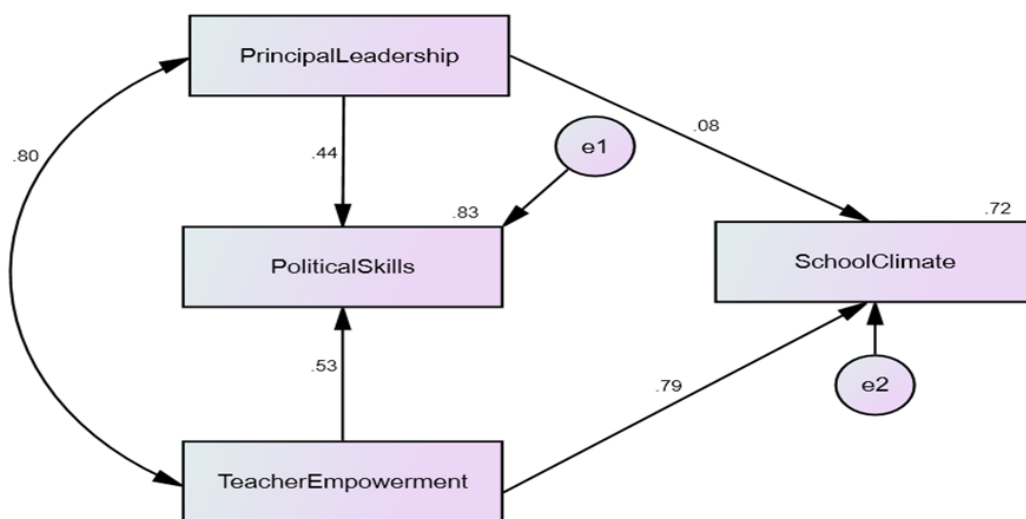 PrincipalLeadership
.80
.44
.08
e1
.83
.72
PoliticalSkills
SchoolClimate
.53
.79
e2
TeacherEmpowerment